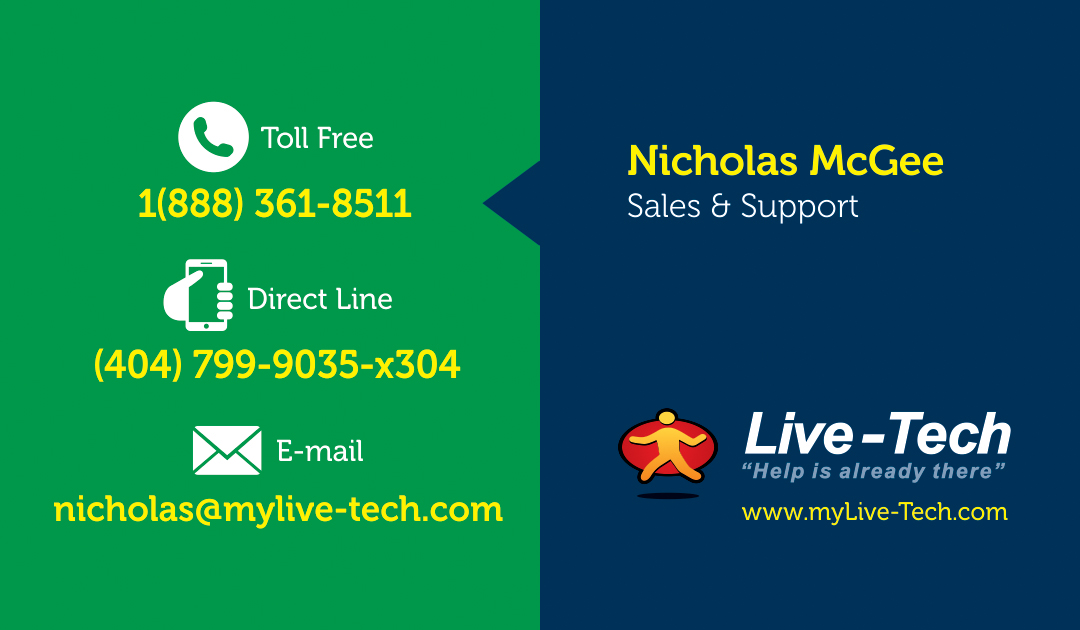 Toll Free
1(888) 361-8511
Direct Line
(404) 799-9035-x304
E-mail
nicholas@mylive-tech.com
Nicholas McGee
Sales & Support
Live-Tech
“Help is already there”
www.myLive-Tech.com